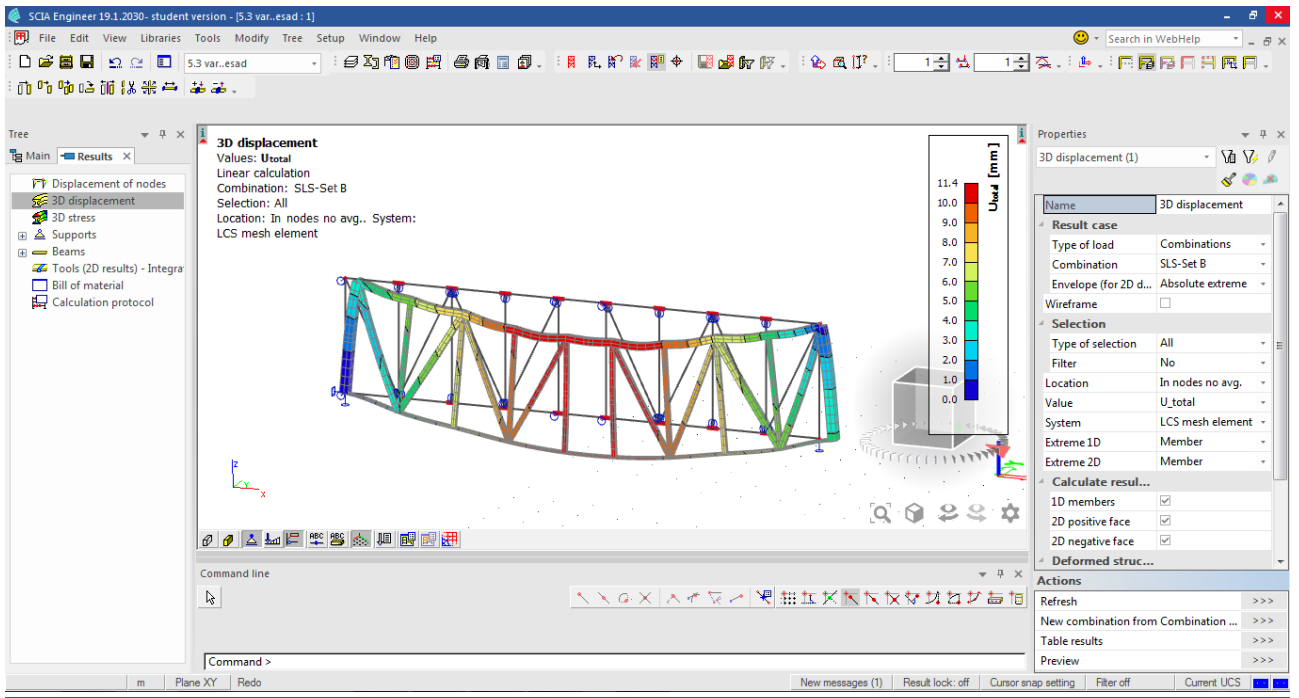 SCIA Engineer 19.1.2030- student version - [5.3 var..esad : 1]
File Edit View Libraries Tools Modify Tree Setup Window Help
Search in WebHelp
5.3 var..esad
1
1
Tree
Main Results
Displacement of nodes
3D displacement
3D stress
Supports
Beams
Tools (2D results) - Integra
Bill of material
Calculation protocol
3D displacement
Values: Utotal
Linear calculation
Combination: SLS-Set B
Selection: All
Location: In nodes no avg.. System:
LCS mesh element
Utotal [mm]
11.4
10.0
9.0
8.0
7.0
6.0
5.0
4.0
3.0
2.0
1.0
0.0
z
Y
x
ABC ABC
Command line
Command >
Properties
3D displacement (1)
Name 3D displacement
Result case
Type of load Combinations
Combination SLS-Set B
Envelope (for 2D d... Absolute extreme
Wireframe
Selection
Type of selection All
Filter No
Location In nodes no avg.
Value U_total
System LCS mesh element
Extreme 1D Member
Extreme 2D Member
Calculate resul...
1D members
2D positive face
2D negative face
Deformed struc...
Actions
Refresh >>>
New combination from Combination ... >>>
Table results >>>
Preview >>>
m Plane XY Redo New messages (1) Result lock: off Cursor snap setting Filter off Current UCS